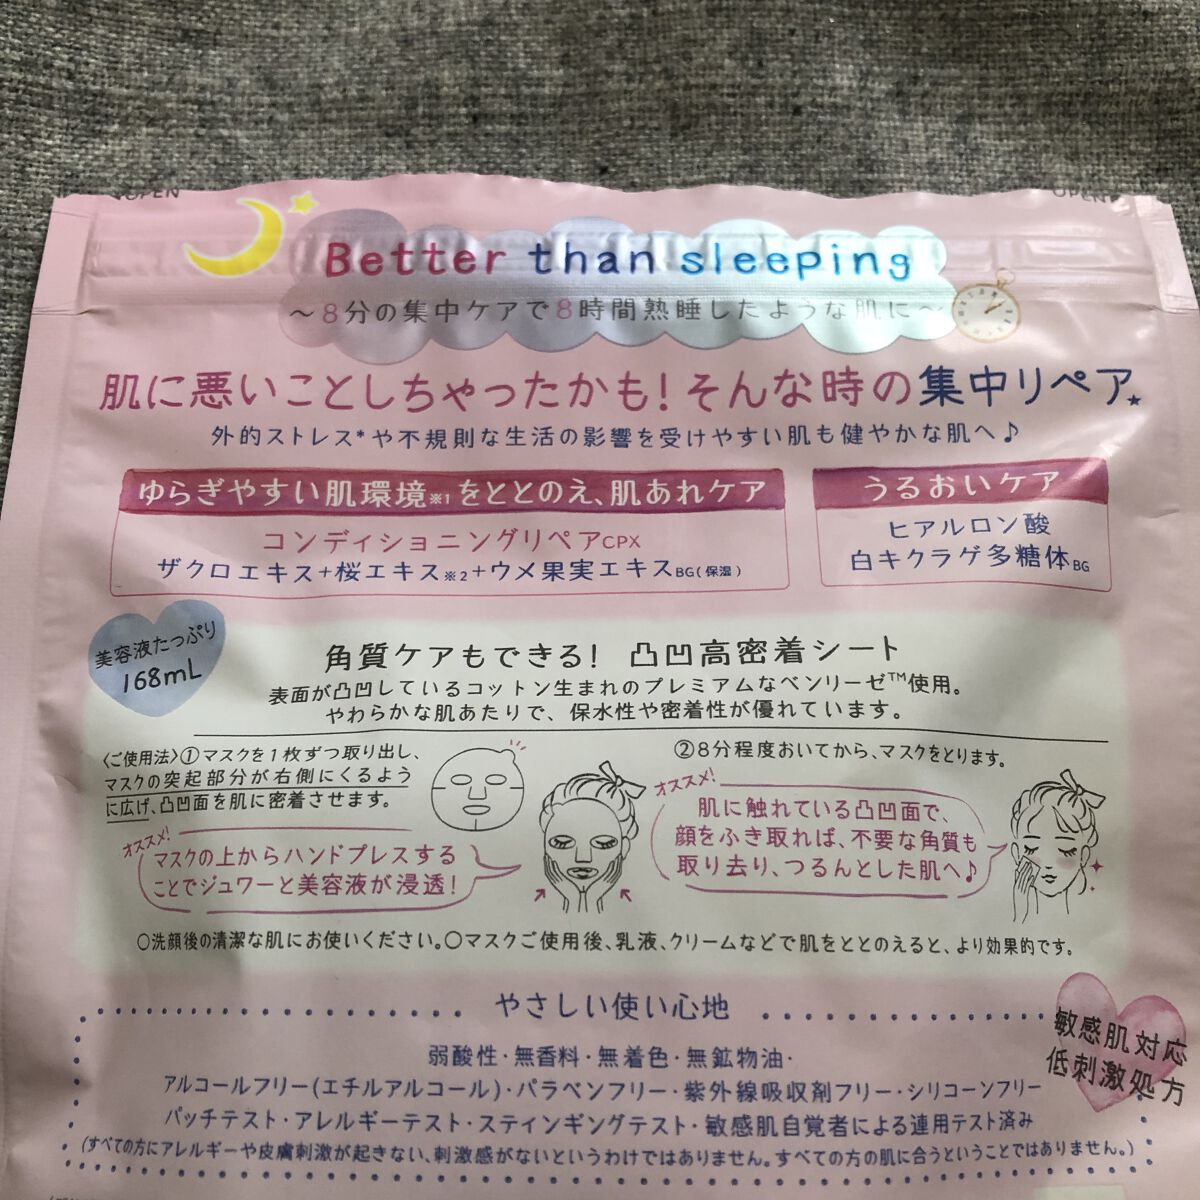 OPEN
OPEN
Better than sleeping
～8分の集中ケアで8時間熟睡したような肌に～
肌に悪いことしちゃったかも!そんな時の集中リペア★
外的ストレス*や不規則な生活の影響を受けやすい肌も健やかな肌へ♪
ゆらぎやすい肌環境※1をととのえ、肌あれケア
コンディショニングリペアCPX
ザクロエキス+桜エキス※2+ウメ果実エキスBG(保湿)
うるおいケア
ヒアルロン酸
白キクラゲ多糖体BG
美容液たっぷり
168mL
角質ケアもできる! 凸凹高密着シート
表面が凸凹しているコットン生まれのプレミアムなベンリーゼ™使用。
やわらかな肌あたりで、保水性や密着性が優れています。
〈ご使用法〉①マスクを1枚ずつ取り出し、
マスクの突起部分が右側にくるよう
に広げ、凸凹面を肌に密着させます。
オススメ!
マスクの上からハンドプレスする
ことでジュワーと美容液が浸透!
②8分程度おいてから、マスクをとります。
オススメ!
肌に触れている凸凹面で、
顔をふき取れば、不要な角質も
取り去り、つるんとした肌へ♪
○洗顔後の清潔な肌にお使いください。○マスクご使用後、乳液、クリームなどで肌をととのえると、より効果的です。
やさしい使い心地
敏感肌対応
低刺激処方
弱酸性・無香料・無着色・無鉱物油・
アルコールフリー(エチルアルコール)・パラベンフリー・紫外線吸収剤フリー・シリコーンフリー
パッチテスト・アレルギーテスト・スティンギングテスト・敏感肌自覚者による連用テスト済み
(すべての方にアレルギーや皮膚刺激が起きない、刺激感がないというわけではありません。すべての方の肌に合うということではありません。)